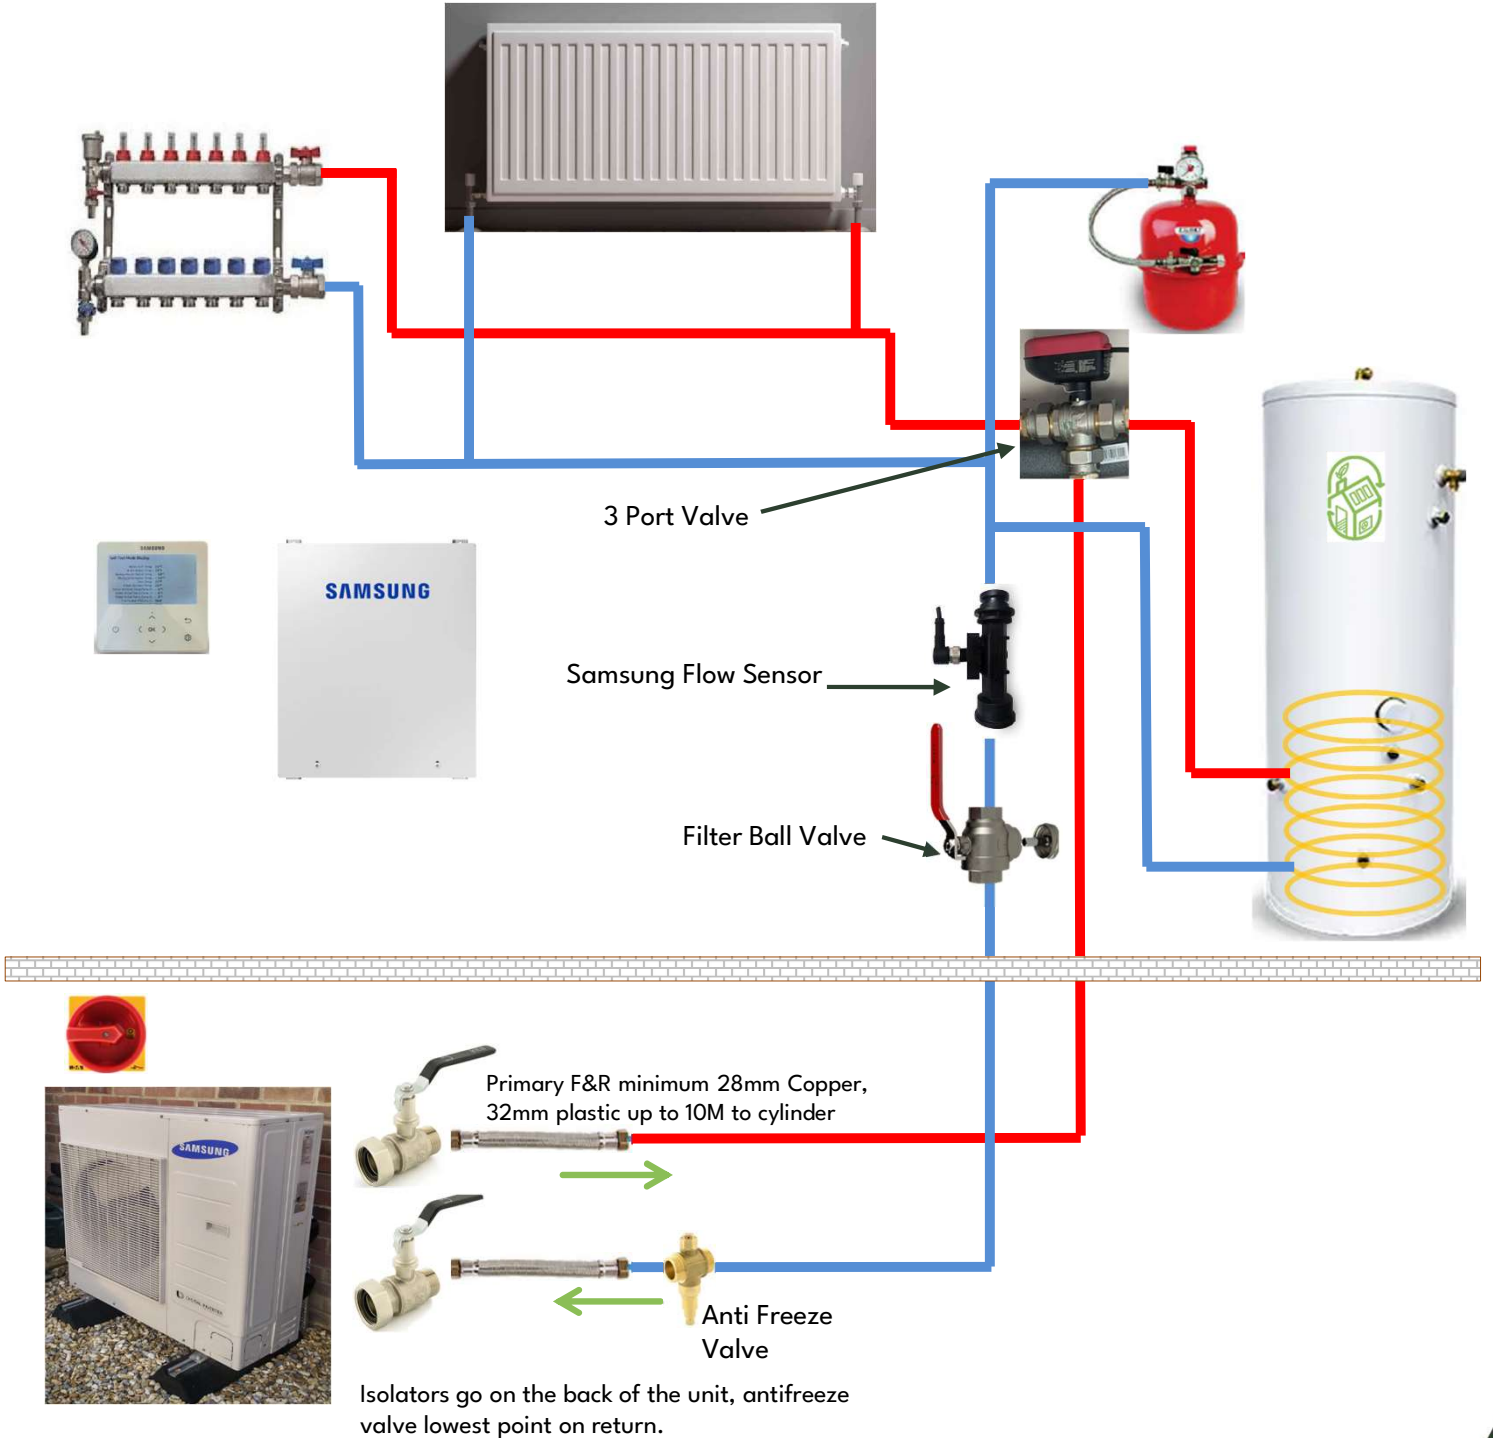 3 Port Valve
SAMSUNG
SAMSUNG
Samsung Flow Sensor
Filter Ball Valve
Primary F&R minimum 28mm Copper,
32mm plastic up to 10M to cylinder
SAMSUNG
Anti Freeze
Valve
Isolators go on the back of the unit, antifreeze
valve lowest point on return.